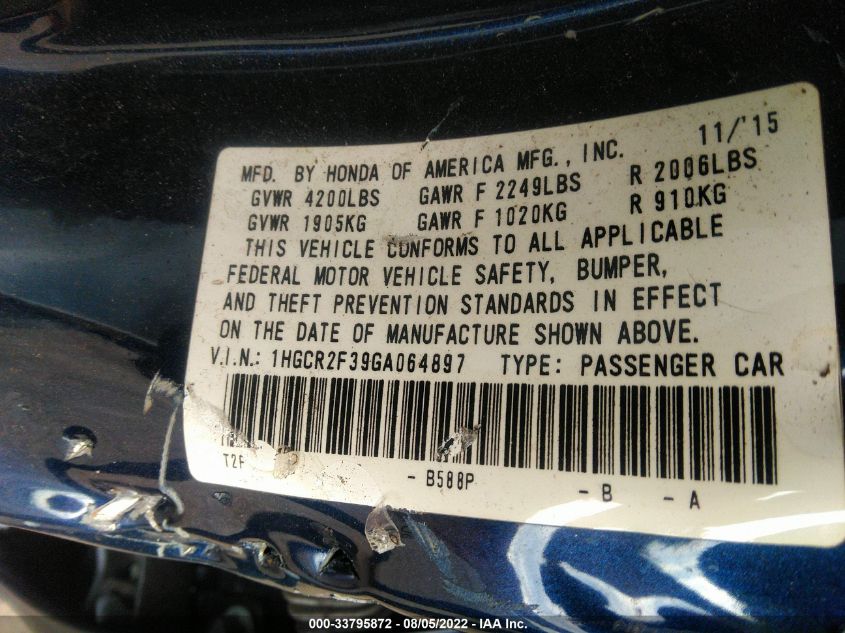 11/'15
MFD. BY HONDA OF AMERICA MFG., INC.
GVWR 4200LBS GAWR F 2249LBS R 2006LBS
GVWR 1905KG GAWR F 1020KG R 910KG
THIS VEHICLE CONFORMS TO ALL APPLICABLE
FEDERAL MOTOR VEHICLE SAFETY, BUMPER,
AND THEFT PREVENTION STANDARDS IN EFFECT
ON THE DATE OF MANUFACTURE SHOWN ABOVE.
V.I.N.: 1HGCR2F39GA064897 TYPE: PASSENGER CAR
T2F - B588P - B - A
000-33795872 - 08/05/2022 - IAA Inc.